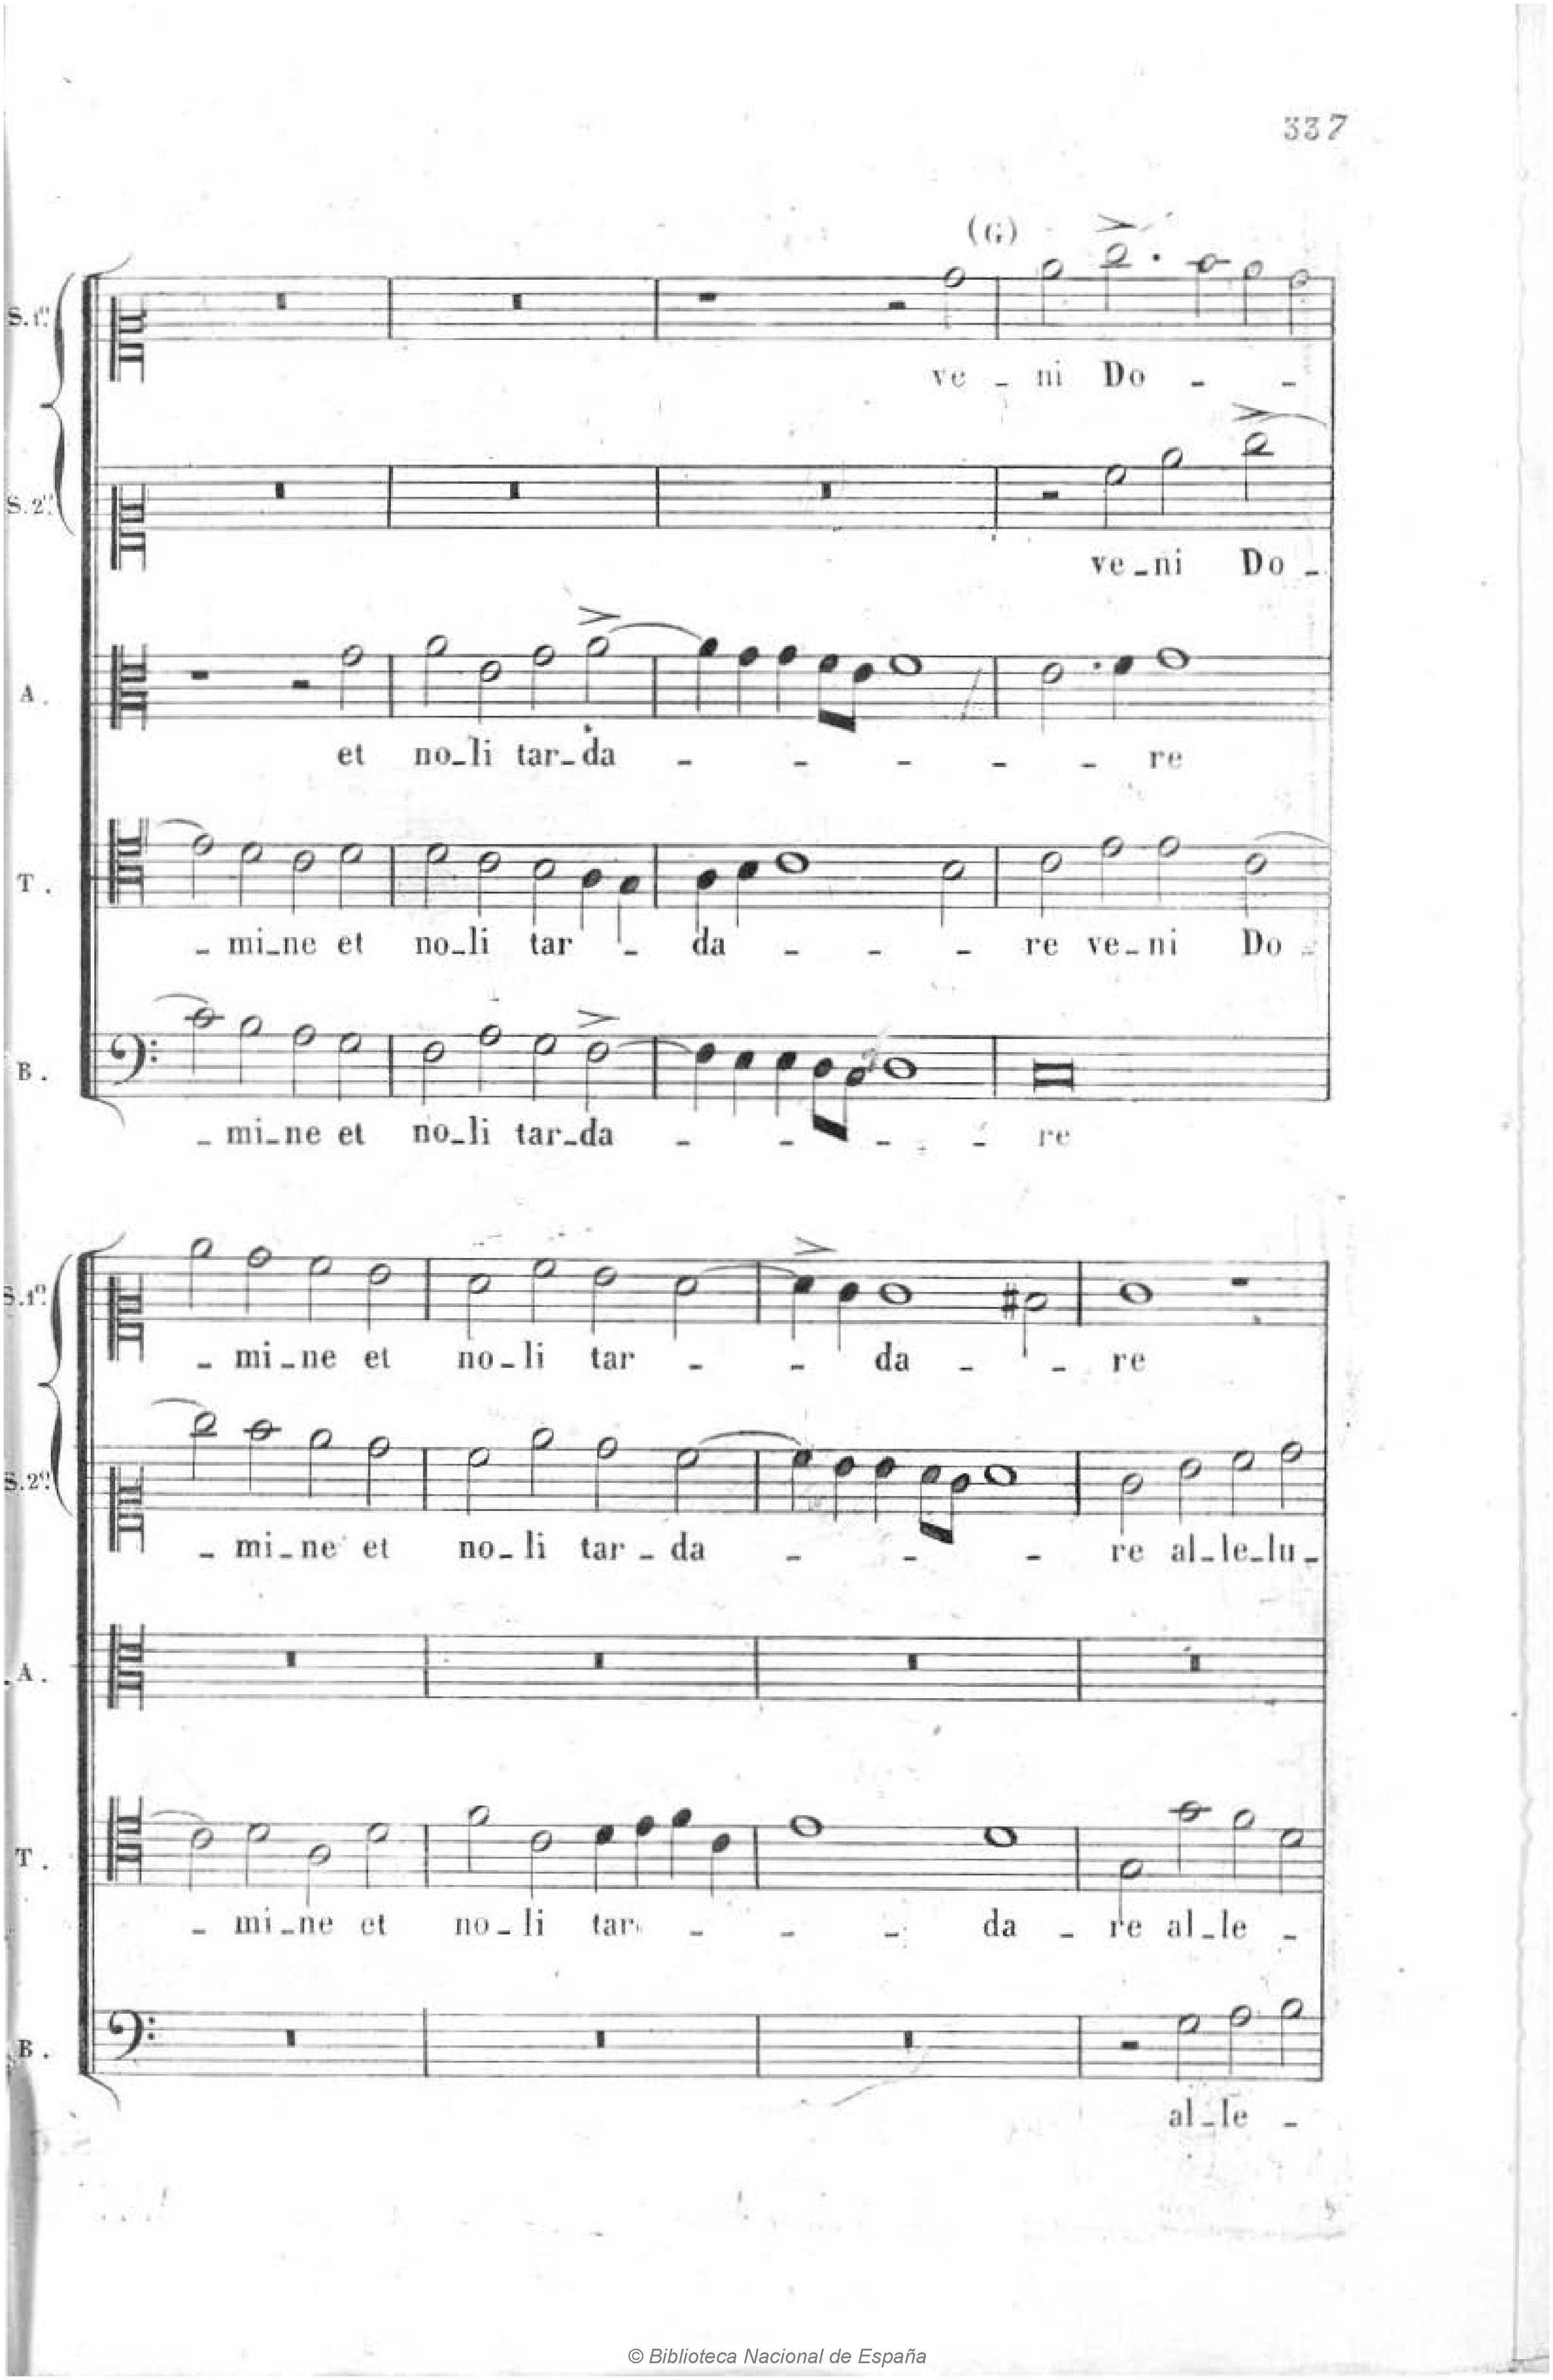 337
(G)
S.1º
ve - ni Do - -
S.2º
ve - ni Do -
A.
et no - li tar - da - - - - - re
T.
- mi - ne et no - li tar - da - - - re ve - ni Do -
B.
- mi - ne et no - li tar - da - - - - re
S.1º
- mi - ne et no - li tar - - da - - re
S.2º
- mi - ne et no - li tar - da - - - re al - le - lu -
A.
T.
- mi - ne et no - li tar - - - da - re al - le -
B.
al - le -
© Biblioteca Nacional de España